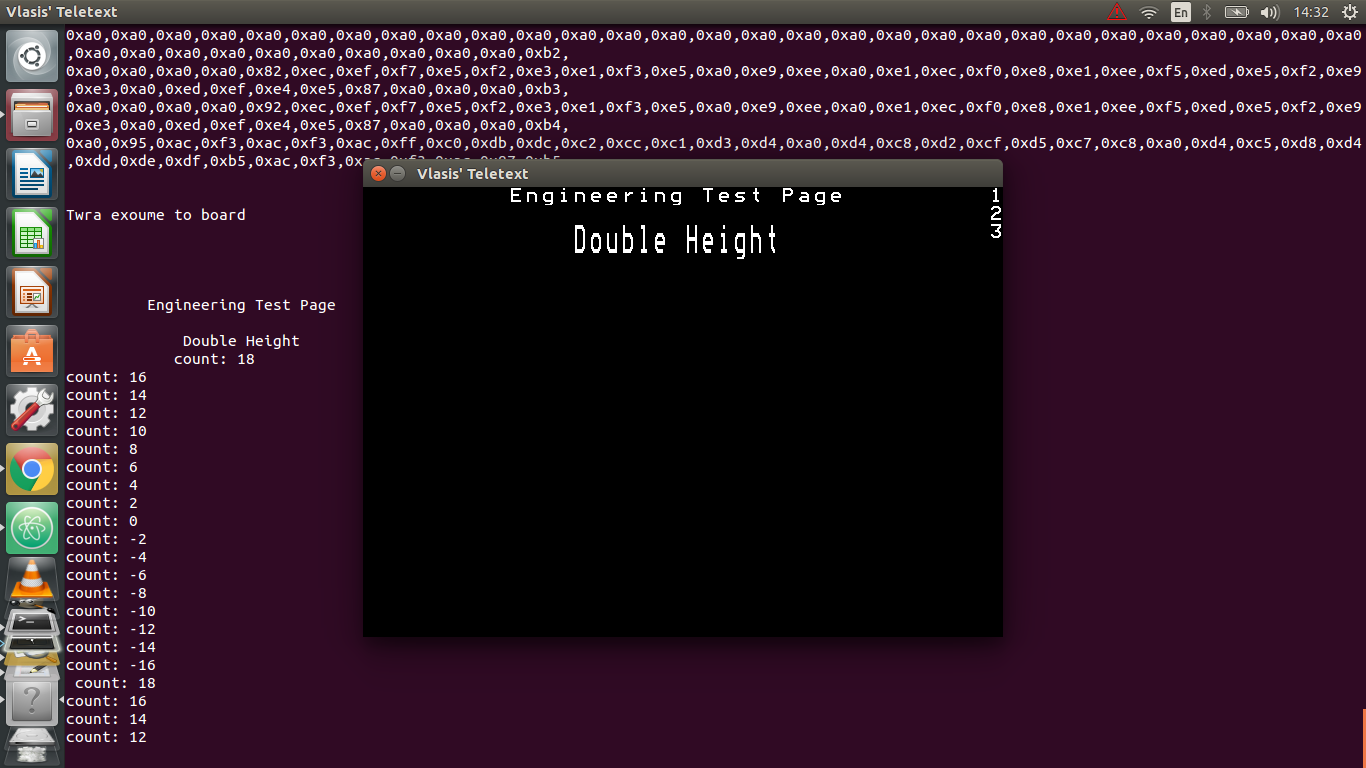 Vlasis' Teletext
En
14:32
0xa0,0xa0,0xa0,0xa0,0xa0,0xa0,0xa0,0xa0,0xa0,0xa0,0xa0,0xa0,0xa0,0xa0,0xa0,0xa0,0xa0,0xa0,0xa0,0xa0,0xa0,0xa0,0xa0,0xa0,0xa0,0xa0,0xa0,0xa0,0xa0
,0xa0,0xa0,0xa0,0xa0,0xa0,0xa0,0xa0,0xa0,0xa0,0xa0,0xb2,
0xa0,0xa0,0xa0,0xa0,0x82,0xec,0xef,0xf7,0xe5,0xf2,0xe3,0xe1,0xf3,0xe5,0xa0,0xe9,0xee,0xa0,0xe1,0xec,0xf0,0xe8,0xe1,0xee,0xf5,0xed,0xe5,0xf2,0xe9
,0xe3,0xa0,0xed,0xef,0xe4,0xe5,0x87,0xa0,0xa0,0xa0,0xb3,
0xa0,0xa0,0xa0,0xa0,0x92,0xec,0xef,0xf7,0xe5,0xf2,0xe3,0xe1,0xf3,0xe5,0xa0,0xe9,0xee,0xa0,0xe1,0xec,0xf0,0xe8,0xe1,0xee,0xf5,0xed,0xe5,0xf2,0xe9
,0xe3,0xa0,0xed,0xef,0xe4,0xe5,0x87,0xa0,0xa0,0xa0,0xb4,
0xa0,0x95,0xac,0xf3,0xac,0xf3,0xac,0xff,0xc0,0xdb,0xdc,0xc2,0xcc,0xc1,0xd3,0xd4,0xa0,0xd4,0xc8,0xd2,0xcf,0xd5,0xc7,0xc8,0xa0,0xd4,0xc5,0xd8,0xd4
,0xdd,0xde,0xdf,0xb5,0xac,0xf3,
Vlasis' Teletext
Engineering Test Page 1
2
Double Height 3
Twra exoume to board
Engineering Test Page
Double Height
count: 18
count: 16
count: 14
count: 12
count: 10
count: 8
count: 6
count: 4
count: 2
count: 0
count: -2
count: -4
count: -6
count: -8
count: -10
count: -12
count: -14
count: -16
count: 18
count: 16
count: 14
count: 12